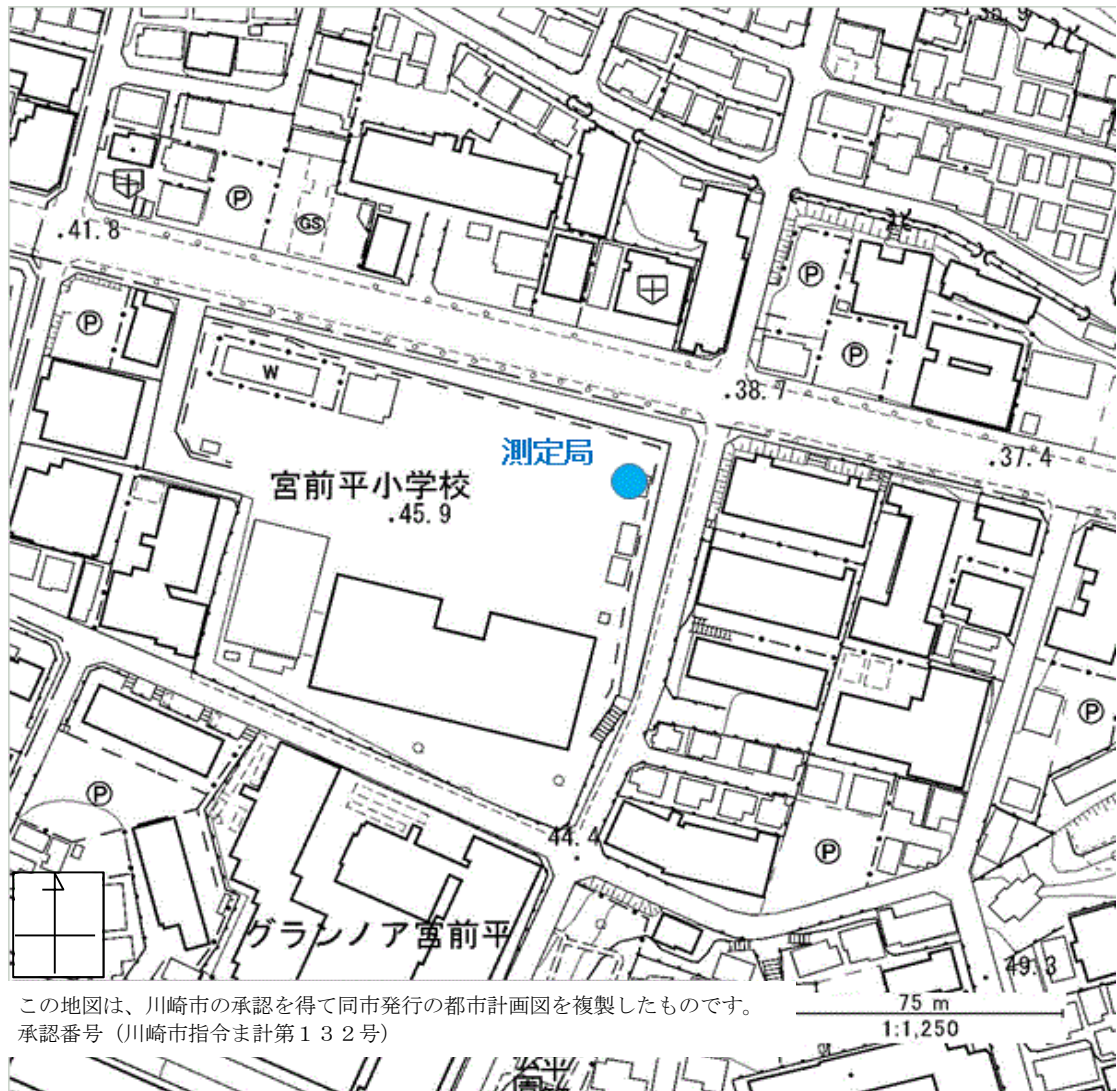 P
GS
.41.8
P
P
P
W
.38.7
測定局
.37.4
宮前平小学校
.45.9
P
P
44.4
P
グランノア宮前平
49.3
この地図は、川崎市の承認を得て同市発行の都市計画図を複製したものです。
承認番号（川崎市指令ま計第１３２号）
75 m
1:1,250